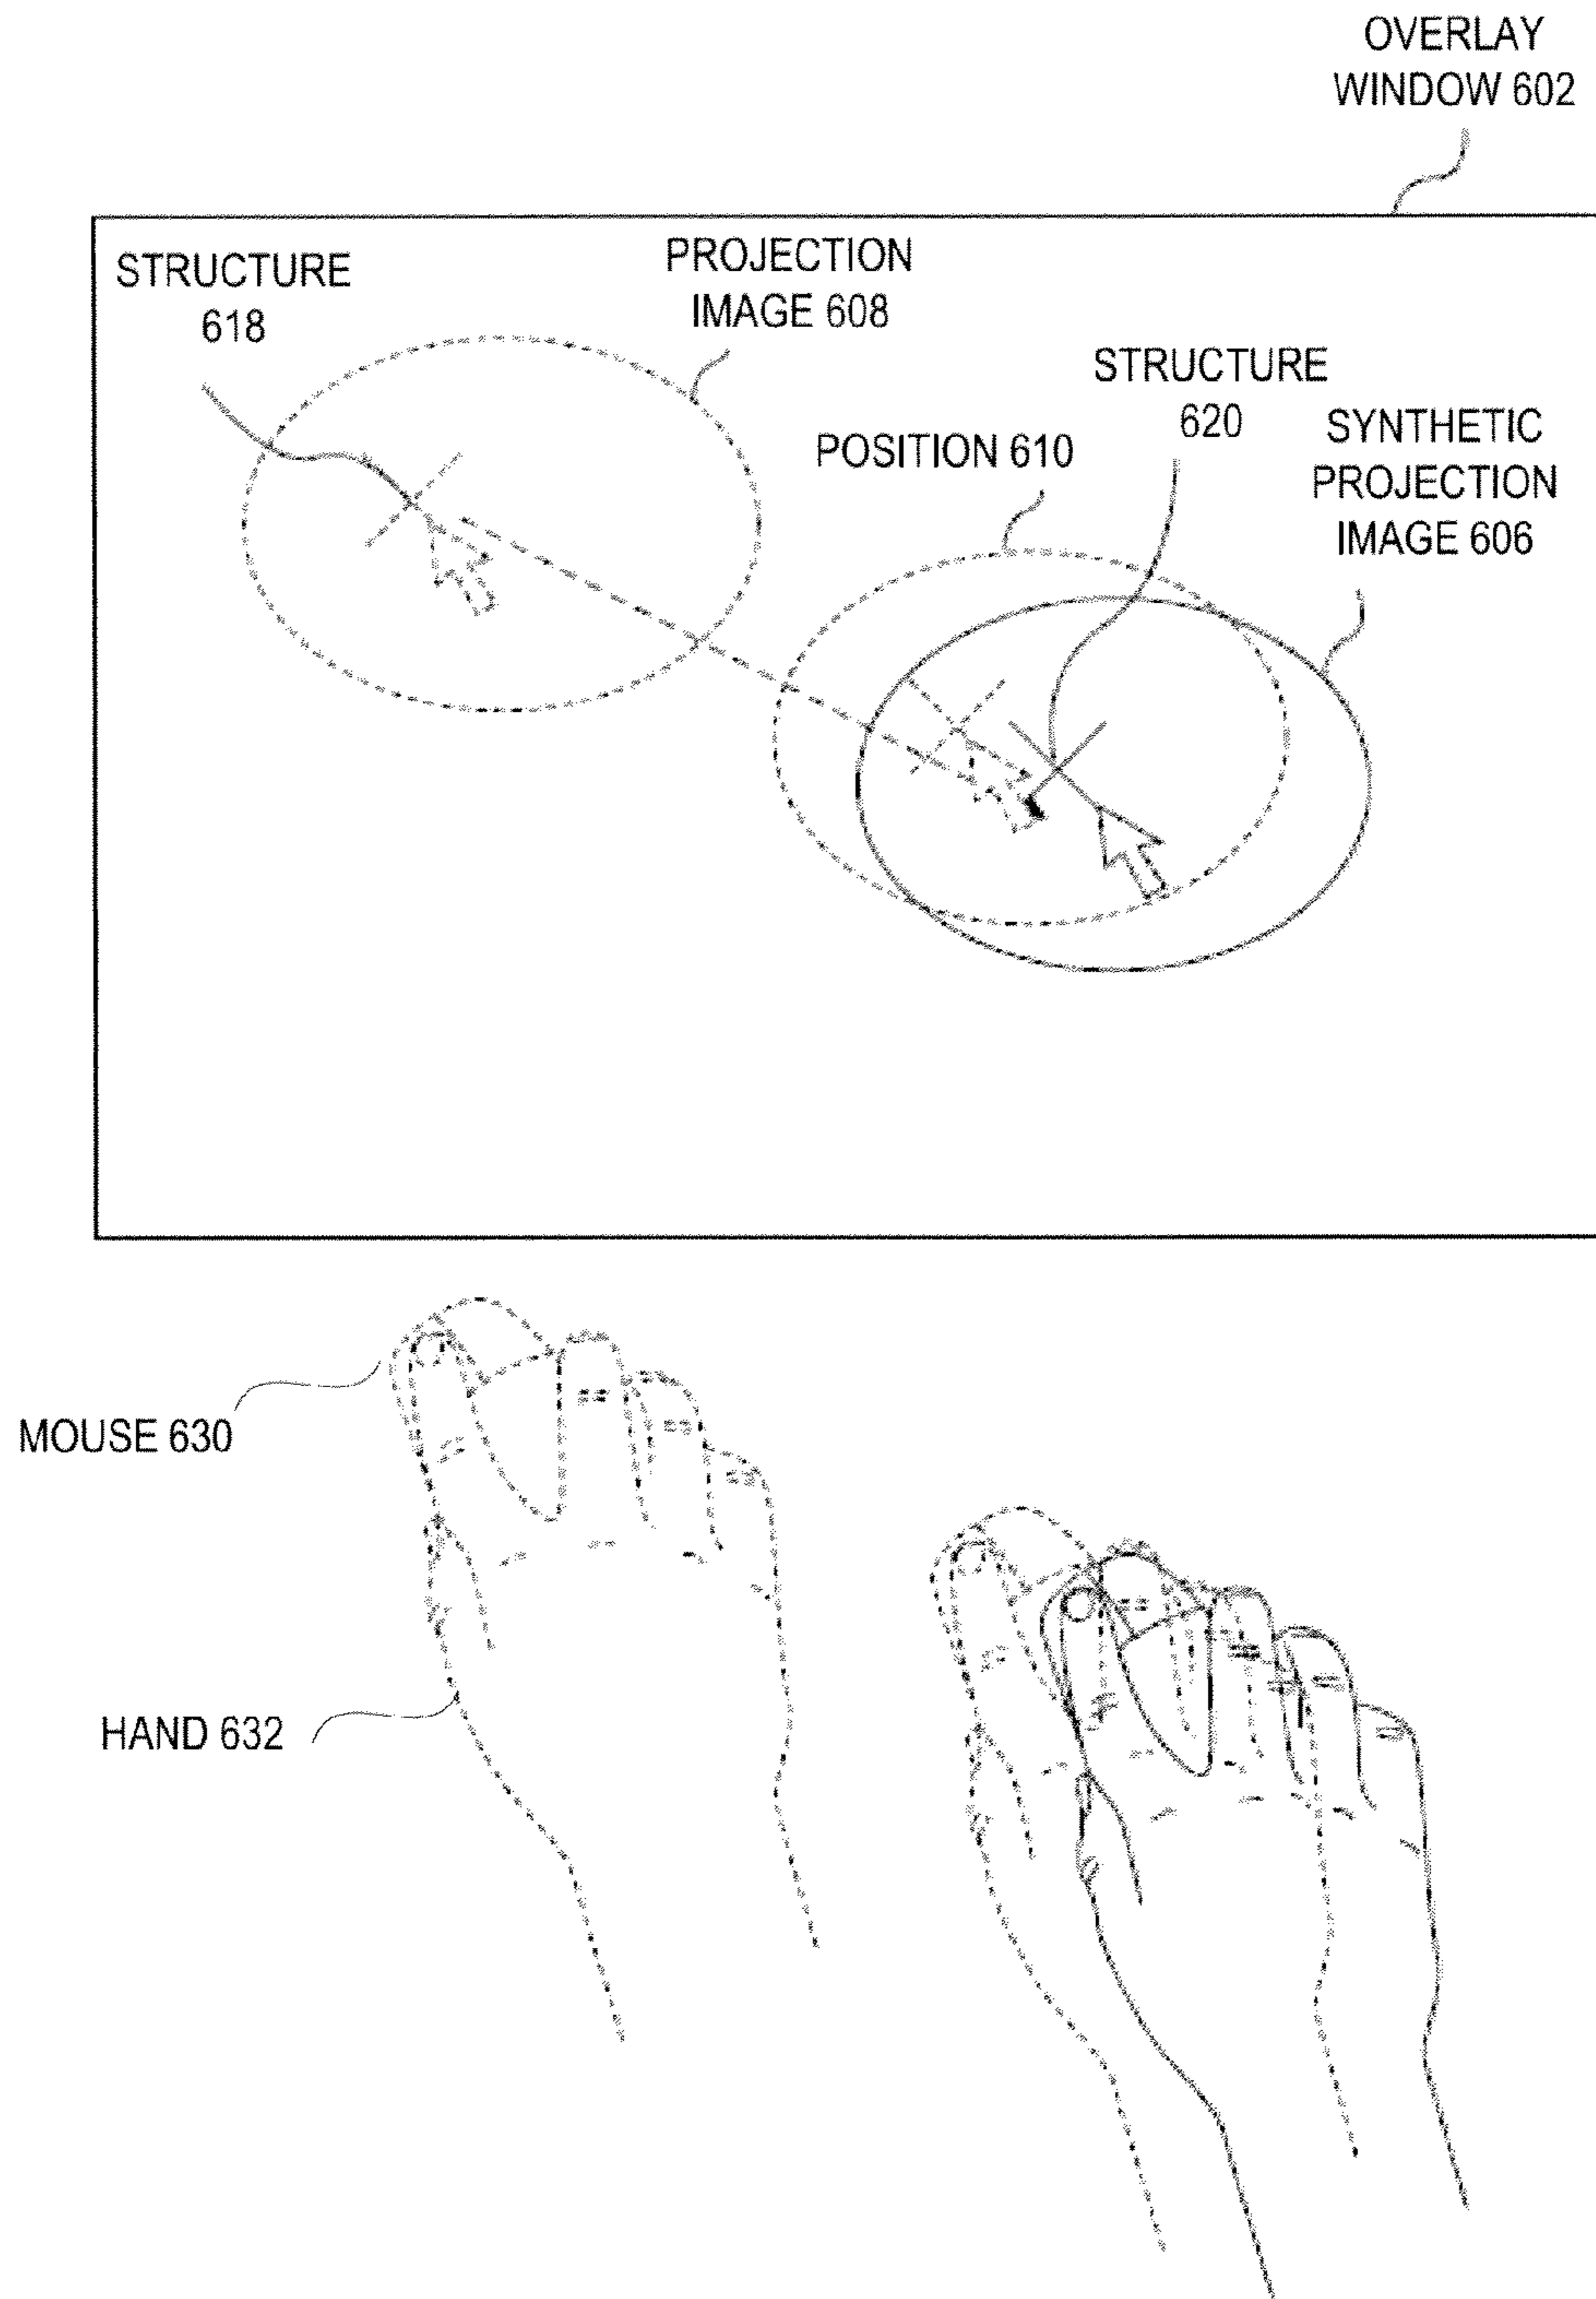 OVERLAY
WINDOW 602
STRUCTURE
618
PROJECTION
IMAGE 608
STRUCTURE
620
POSITION 610
SYNTHETIC
PROJECTION
IMAGE 606
MOUSE 630
HAND 632